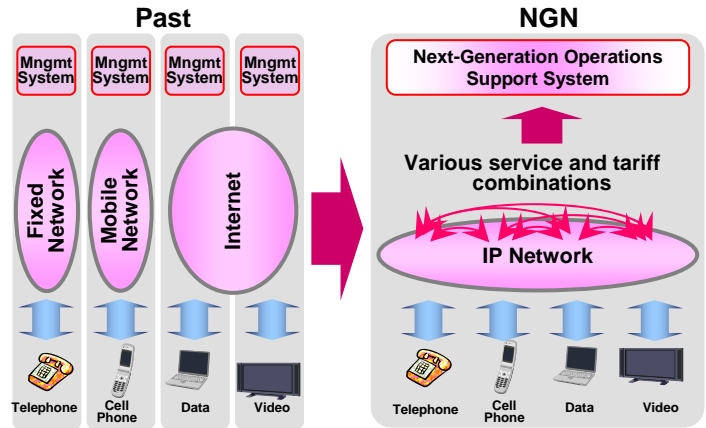 Past
Mngmt
System
Mngmt
System
Mngmt
System
Mngmt
System
Fixed
Network
Mobile
Network
Internet
Telephone
Cell
Phone
Data
Video
NGN
Next-Generation Operations
Support System
Various service and tariff
combinations
IP Network
Telephone
Cell
Phone
Data
Video